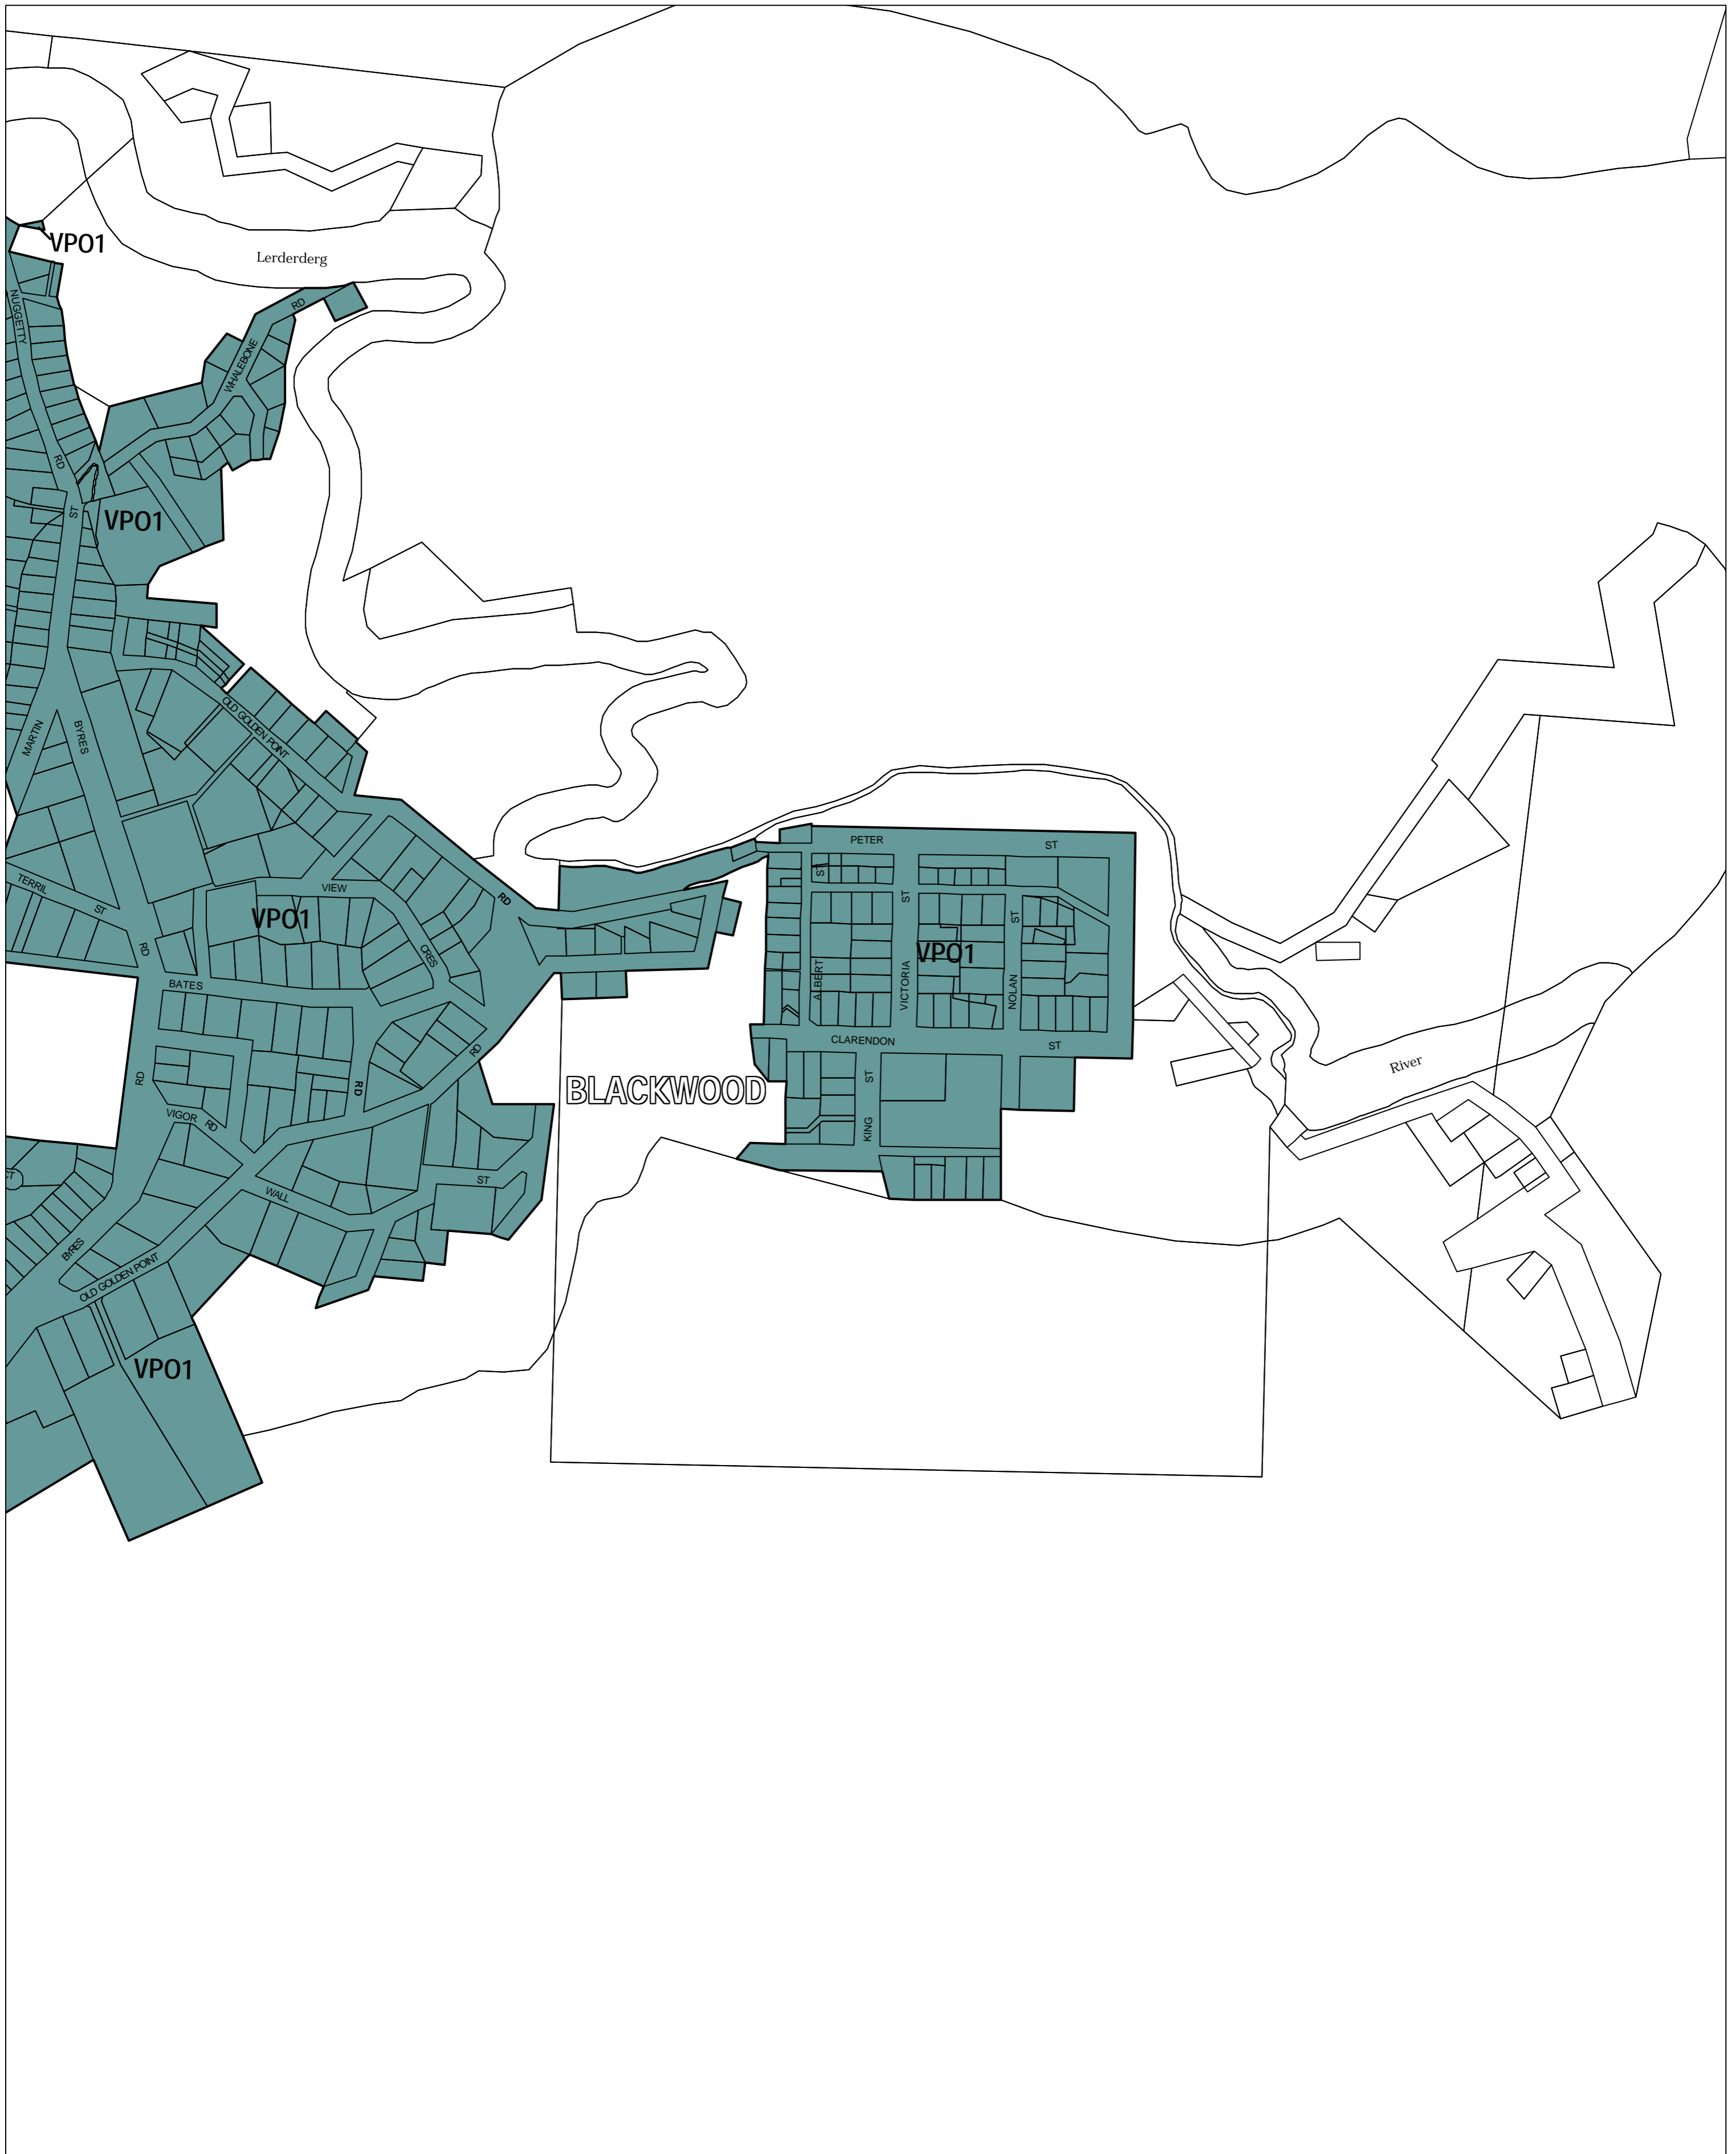 VPO1
Lerderderg
NUGGETTY
RD
WHALEBONE
RD
ST
VPO1
MARTIN
BYRES
OLD GOLDEN POINT
RD
PETER
ST
ST
TERRIL
ST
VIEW
VPO1
CRES
RD
BATES
ST
ST
VPO1
ALBERT
VICTORIA
NOLAN
CLARENDON
ST
River
BLACKWOOD
RD
RD
RD
ST
KING
VIGOR
RD
CT
WALL
ST
BYRES
OLD GOLDEN POINT
VPO1